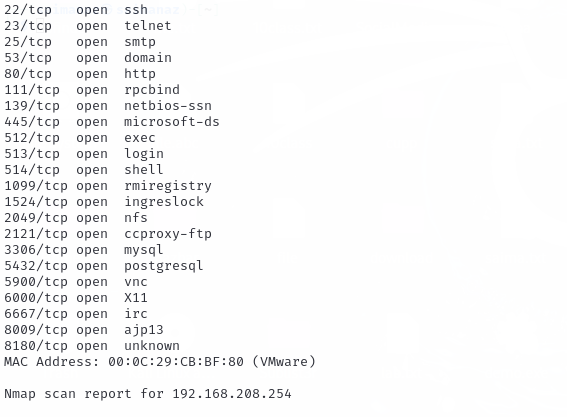 22/tcp open ssh
23/tcp open telnet
25/tcp open smtp
53/tcp open domain
80/tcp open http
111/tcp open rpcbind
139/tcp open netbios-ssn
445/tcp open microsoft-ds
512/tcp open exec
513/tcp open login
514/tcp open shell
1099/tcp open rmiregistry
1524/tcp open ingreslock
2049/tcp open nfs
2121/tcp open ccproxy-ftp
3306/tcp open mysql
5432/tcp open postgresql
5900/tcp open vnc
6000/tcp open X11
6667/tcp open irc
8009/tcp open ajp13
8180/tcp open unknown
MAC Address: 00:0C:29:CB:BF:80 (VMware)
Nmap scan report for 192.168.208.254